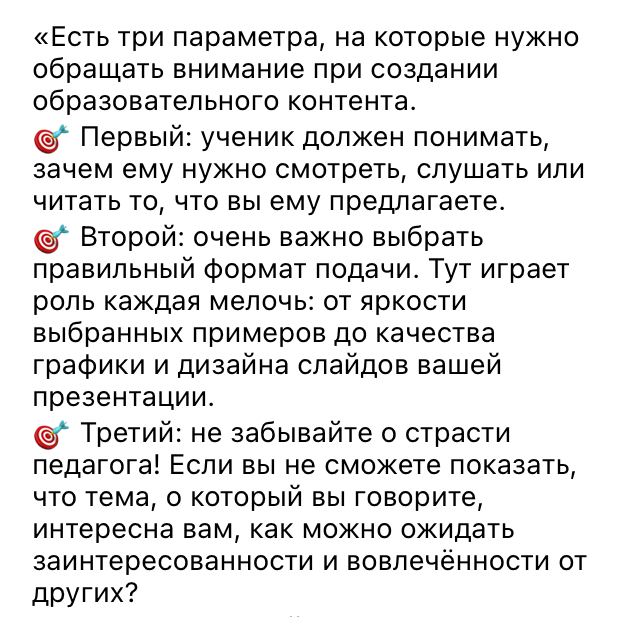 «Есть три параметра, на которые нужно
обращать внимание при создании
образовательного контента.
🎯 Первый: ученик должен понимать,
зачем ему нужно смотреть, слушать или
читать то, что вы ему предлагаете.
🎯 Второй: очень важно выбрать
правильный формат подачи. Тут играет
роль каждая мелочь: от яркости
выбранных примеров до качества
графики и дизайна слайдов вашей
презентации.
🎯 Третий: не забывайте о страсти
педагога! Если вы не сможете показать,
что тема, о который вы говорите,
интересна вам, как можно ожидать
заинтересованности и вовлечённости от
других?